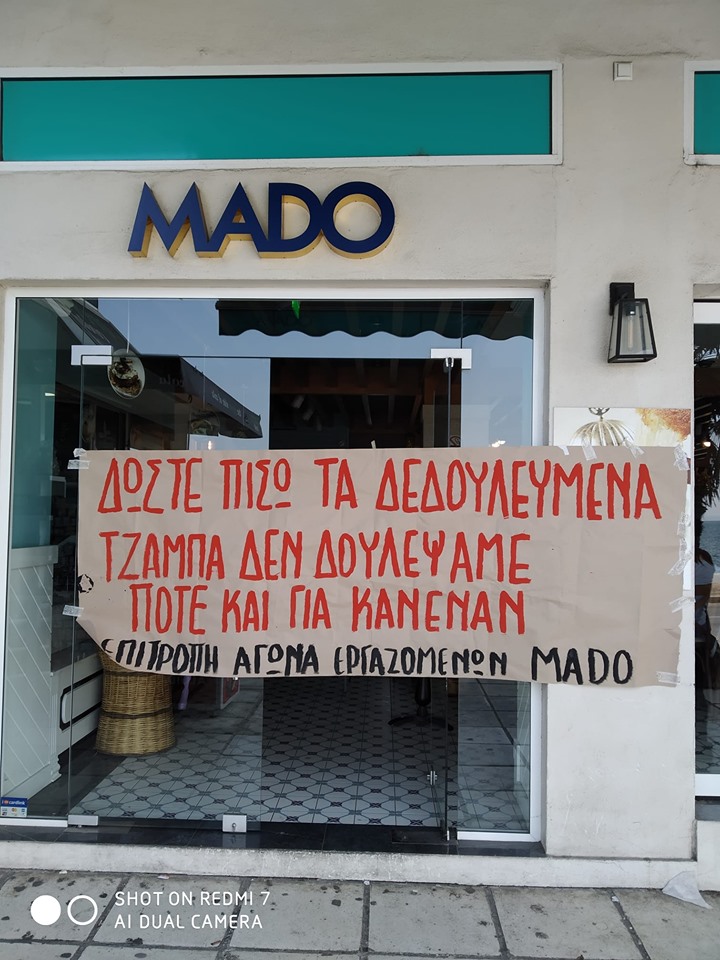 MADO
ΔΩΣΤΕ ΠΙΣΩ ΤΑ ΔΕΔΟΥΛΕΥΜΕΝΑ
ΤΖΑΜΠΑ ΔΕΝ ΔΟΥΛΕΨΑΜΕ
ΠΟΤΕ ΚΑΙ ΓΙΑ ΚΑΝΕΝΑΝ
ΕΠΙΤΡΟΠΗ ΑΓΩΝΑ ΕΡΓΑΖΟΜΕΝΩΝ MADO
SHOT ON REDMI 7
AI DUAL CAMERA